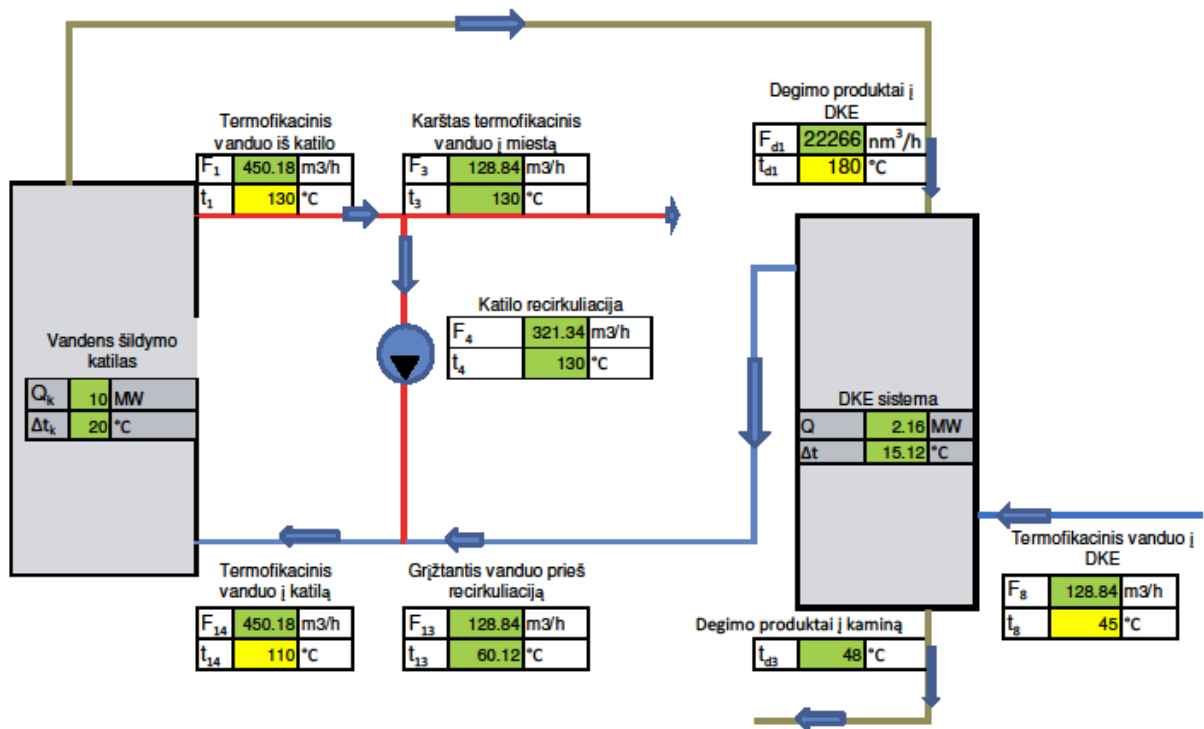 Degimo produktai į
DKE
F_d1 22266 nm³/h
t_d1 180 °C
Termofikacinis
vanduo iš katilo
F₁ 450.18 m3/h
t₁ 130 °C
Karštas termofikacinis
vanduo į miestą
F₃ 128.84 m3/h
t₃ 130 °C
Katilo recirkuliacija
F₄ 321.34 m3/h
t₄ 130 °C
Vandens šildymo
katilas
Qₖ 10 MW
Δtₖ 20 °C
DKE sistema
Q 2.16 MW
Δt 15.12 °C
Termofikacinis vanduo į
DKE
F₈ 128.84 m3/h
t₈ 45 °C
Termofikacinis
vanduo į katilą
F₁₄ 450.18 m3/h
t₁₄ 110 °C
Grįžtantis vanduo prieš
recirkuliaciją
F₁₃ 128.84 m3/h
t₁₃ 60.12 °C
Degimo produktai į kaminą
t_d3 48 °C